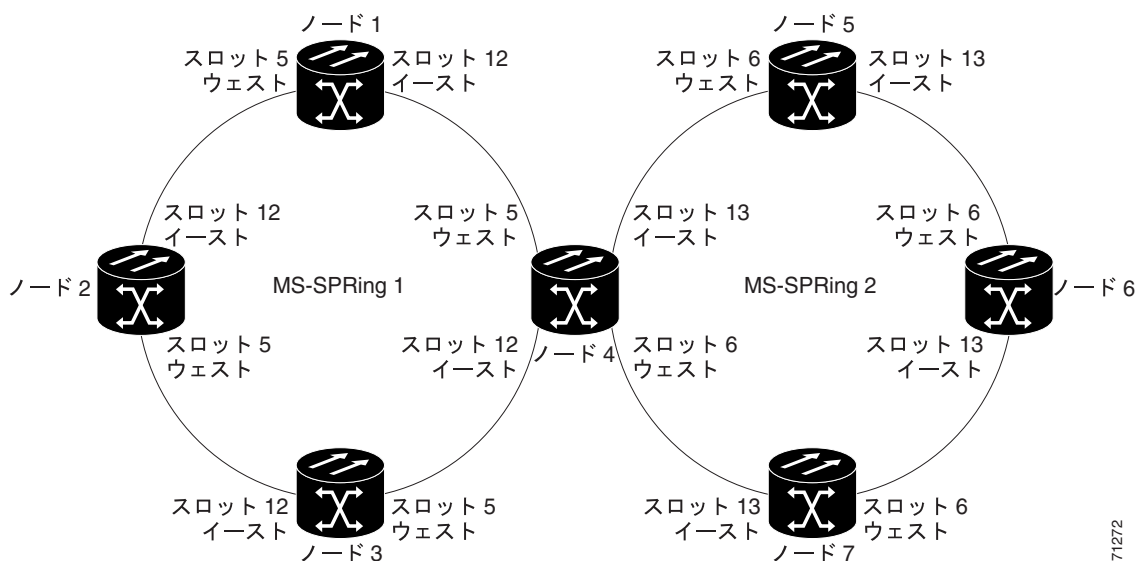 ノード 1
スロット 5
ウェスト
スロット 12
イースト
ノード 5
スロット 6
ウェスト
スロット 13
イースト
スロット 12
イースト
スロット 5
ウェスト
スロット 13
イースト
スロット 6
ウェスト
ノード 2
MS-SPRing 1
MS-SPRing 2
ノード 6
スロット 5
ウェスト
スロット 12
イースト
ノード 4
スロット 6
ウェスト
スロット 13
イースト
スロット 12
イースト
スロット 5
ウェスト
ノード 3
スロット 13
イースト
スロット 6
ウェスト
ノード 7
71272